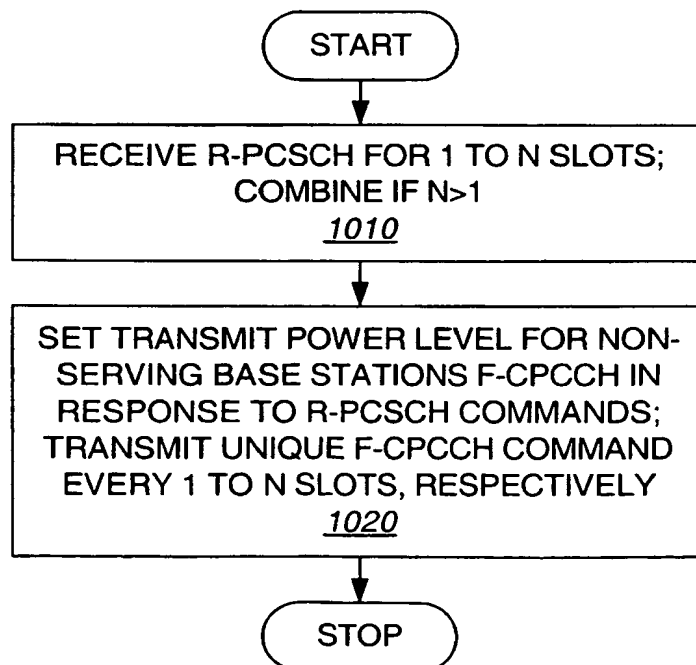 START
RECEIVE R-PCSCH FOR 1 TO N SLOTS;
COMBINE IF N>1
1010
SET TRANSMIT POWER LEVEL FOR NON-
SERVING BASE STATIONS F-CPCCH IN
RESPONSE TO R-PCSCH COMMANDS;
TRANSMIT UNIQUE F-CPCCH COMMAND
EVERY 1 TO N SLOTS, RESPECTIVELY
1020
STOP